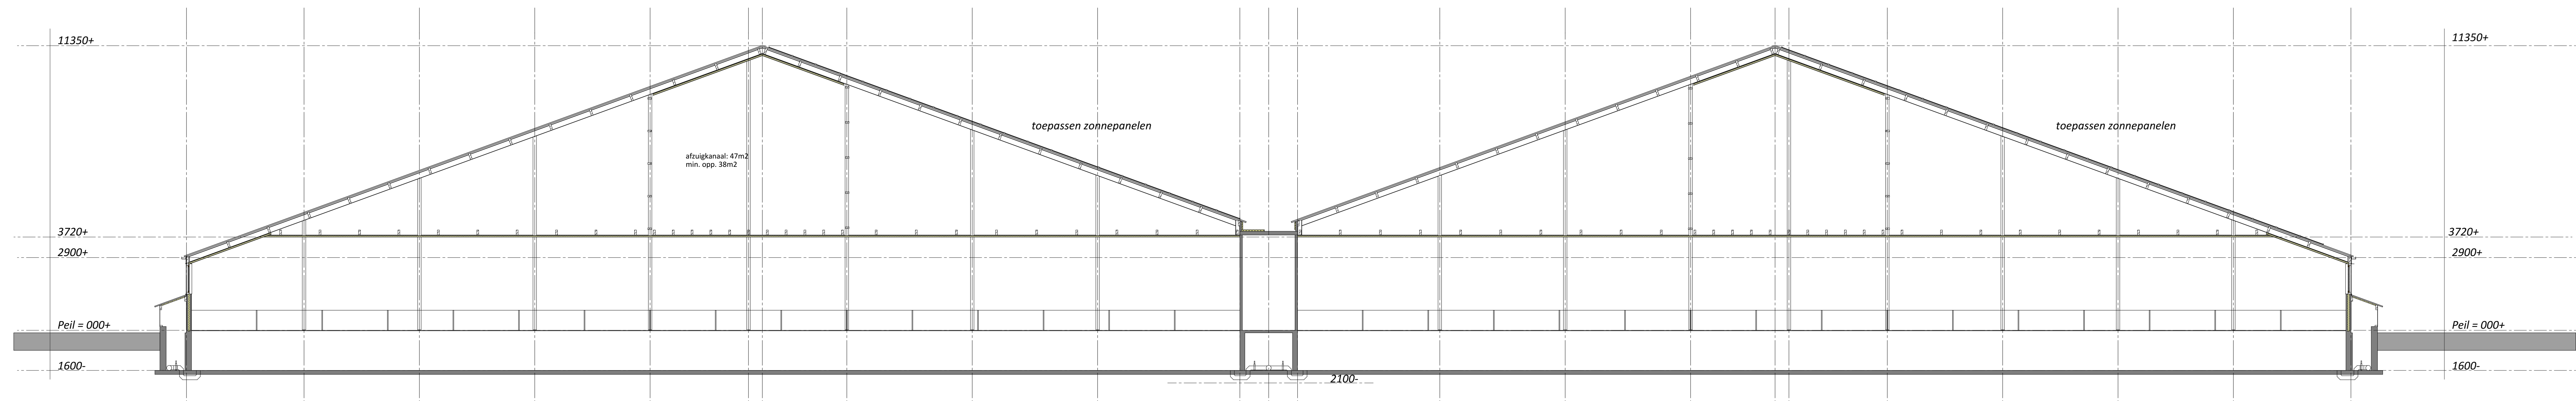 11350+
11350+
toepassen zonnepanelen
toepassen zonnepanelen
afzuigkanaal: 47m2
min. opp. 38m2
3720+
3720+
2900+
2900+
Peil = 000+
Peil = 000+
1600-
1600-
2100-